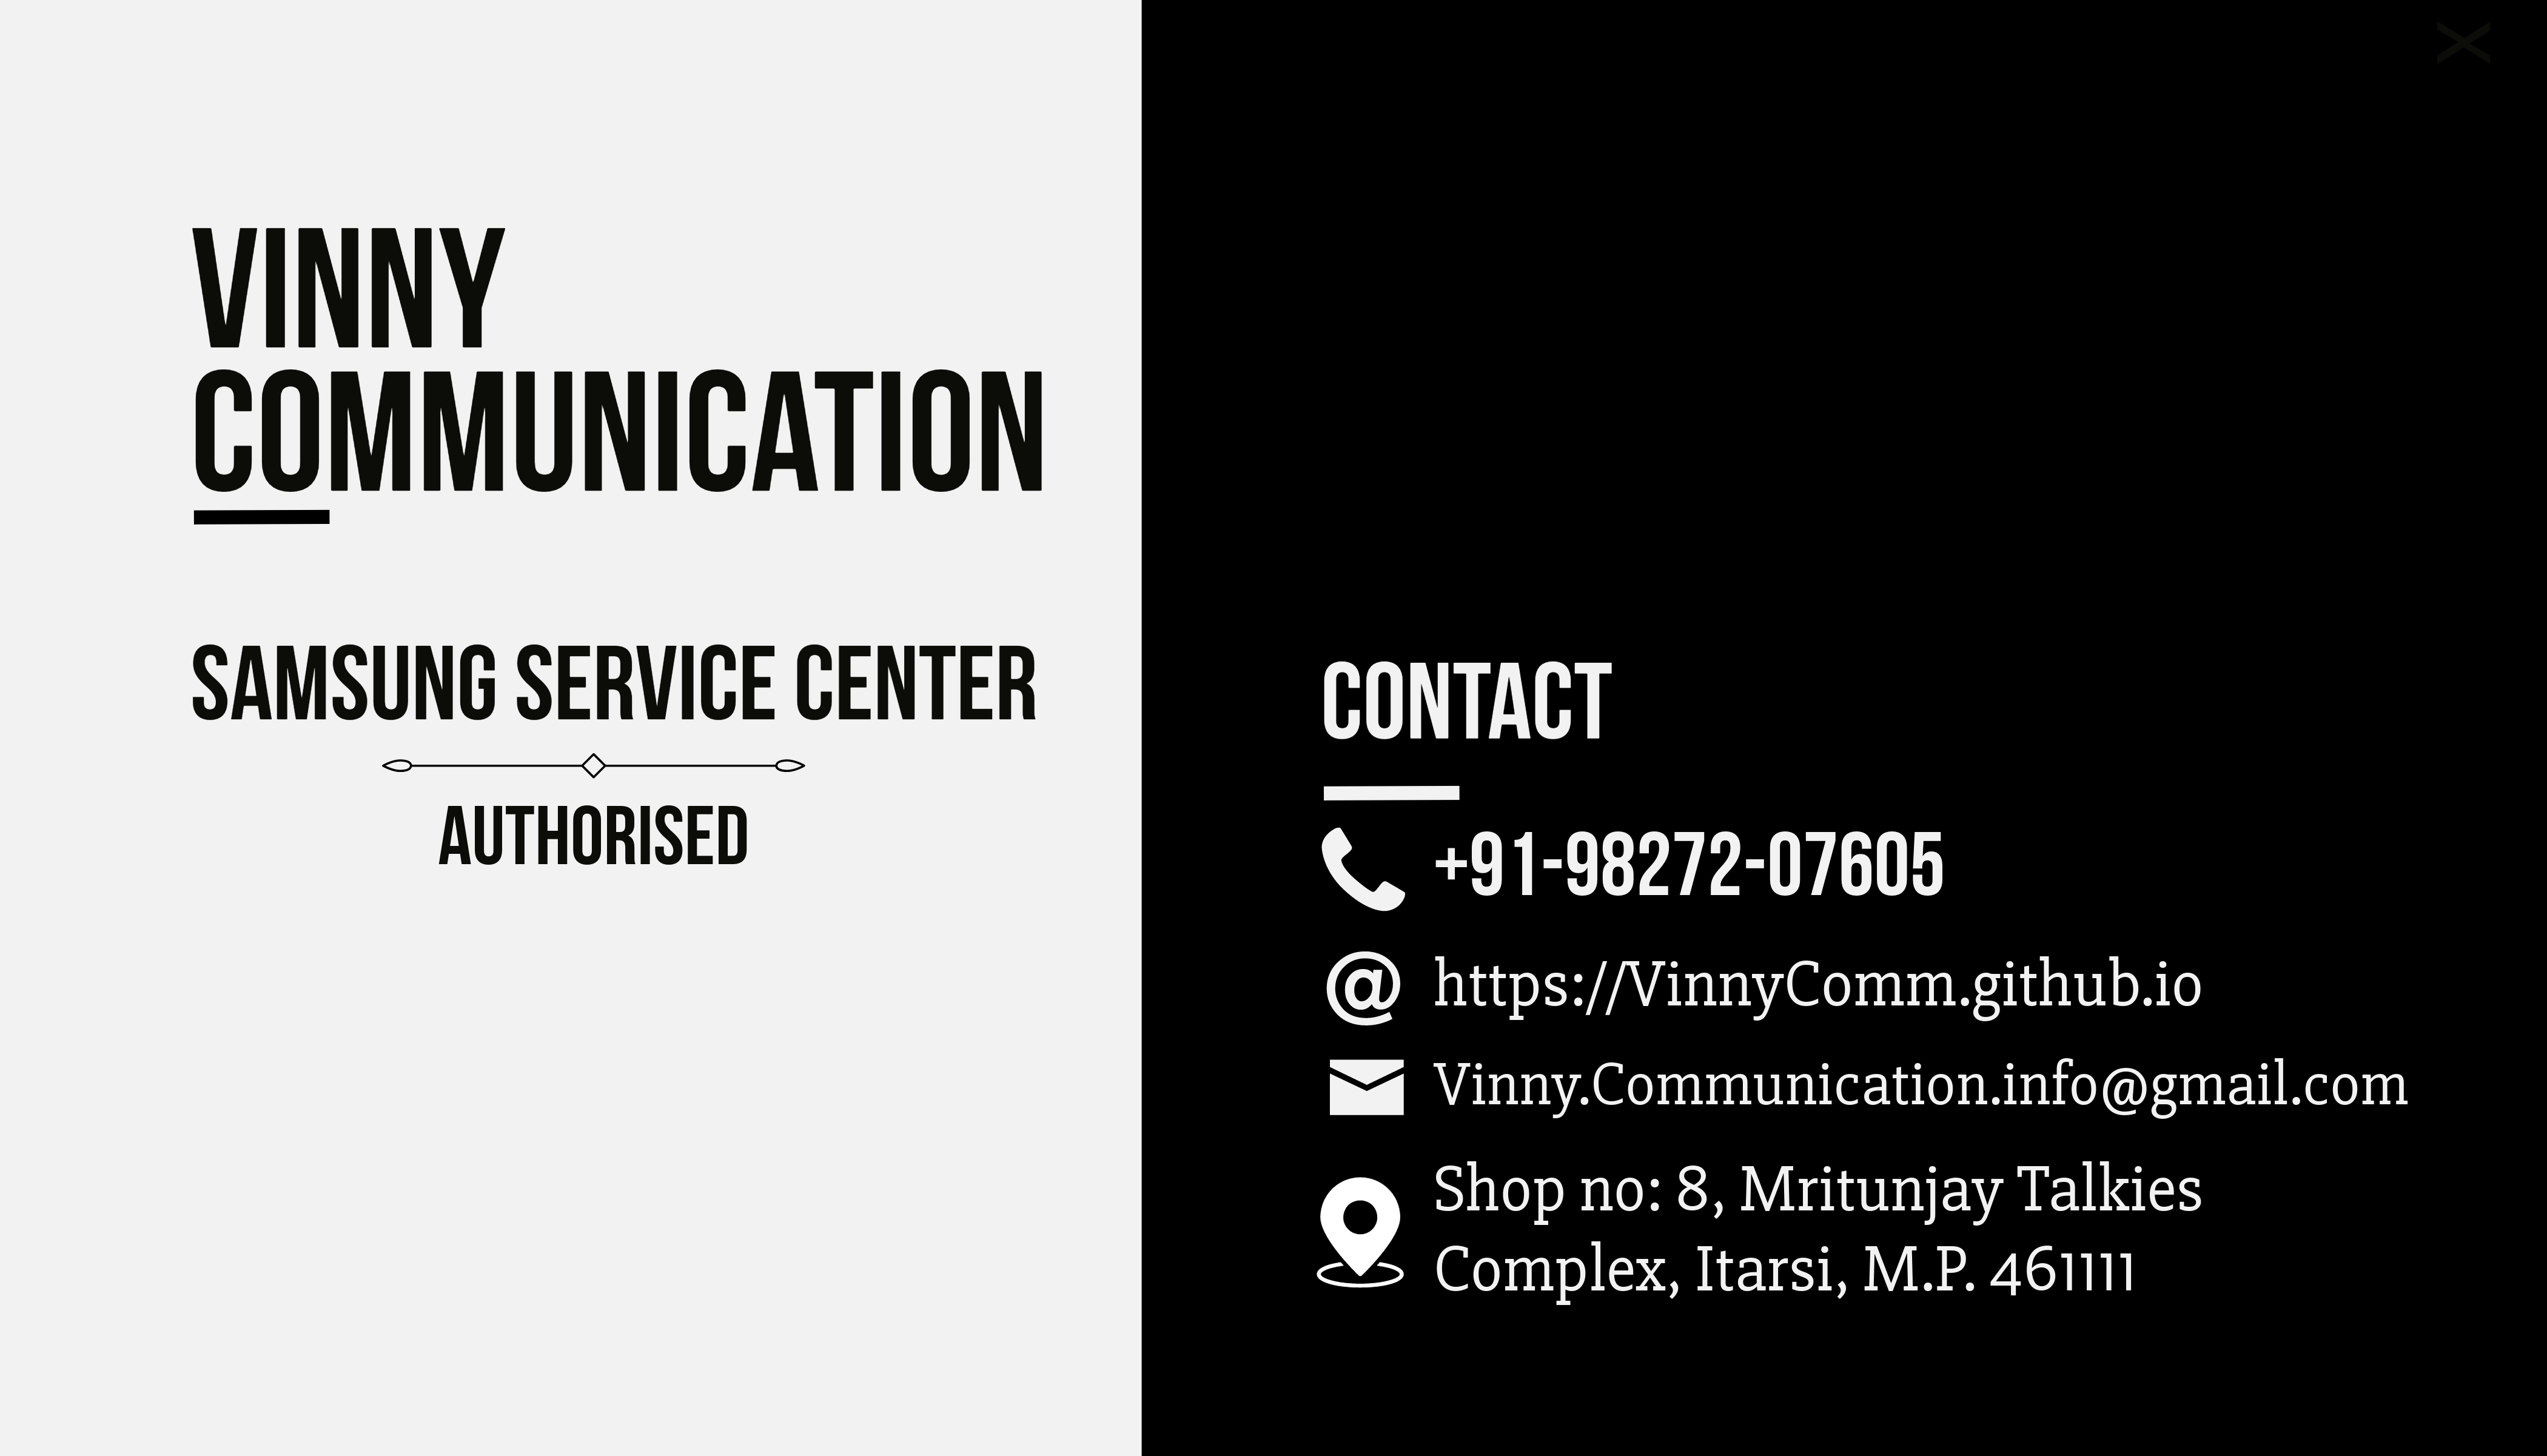 VINNY
COMMUNICATION
SAMSUNG SERVICE CENTER
AUTHORISED
X
CONTACT
+91-98272-07605
https://VinnyComm.github.io
Vinny.Communication.info@gmail.com
Shop no: 8, Mritunjay Talkies
Complex, Itarsi, M.P. 461111